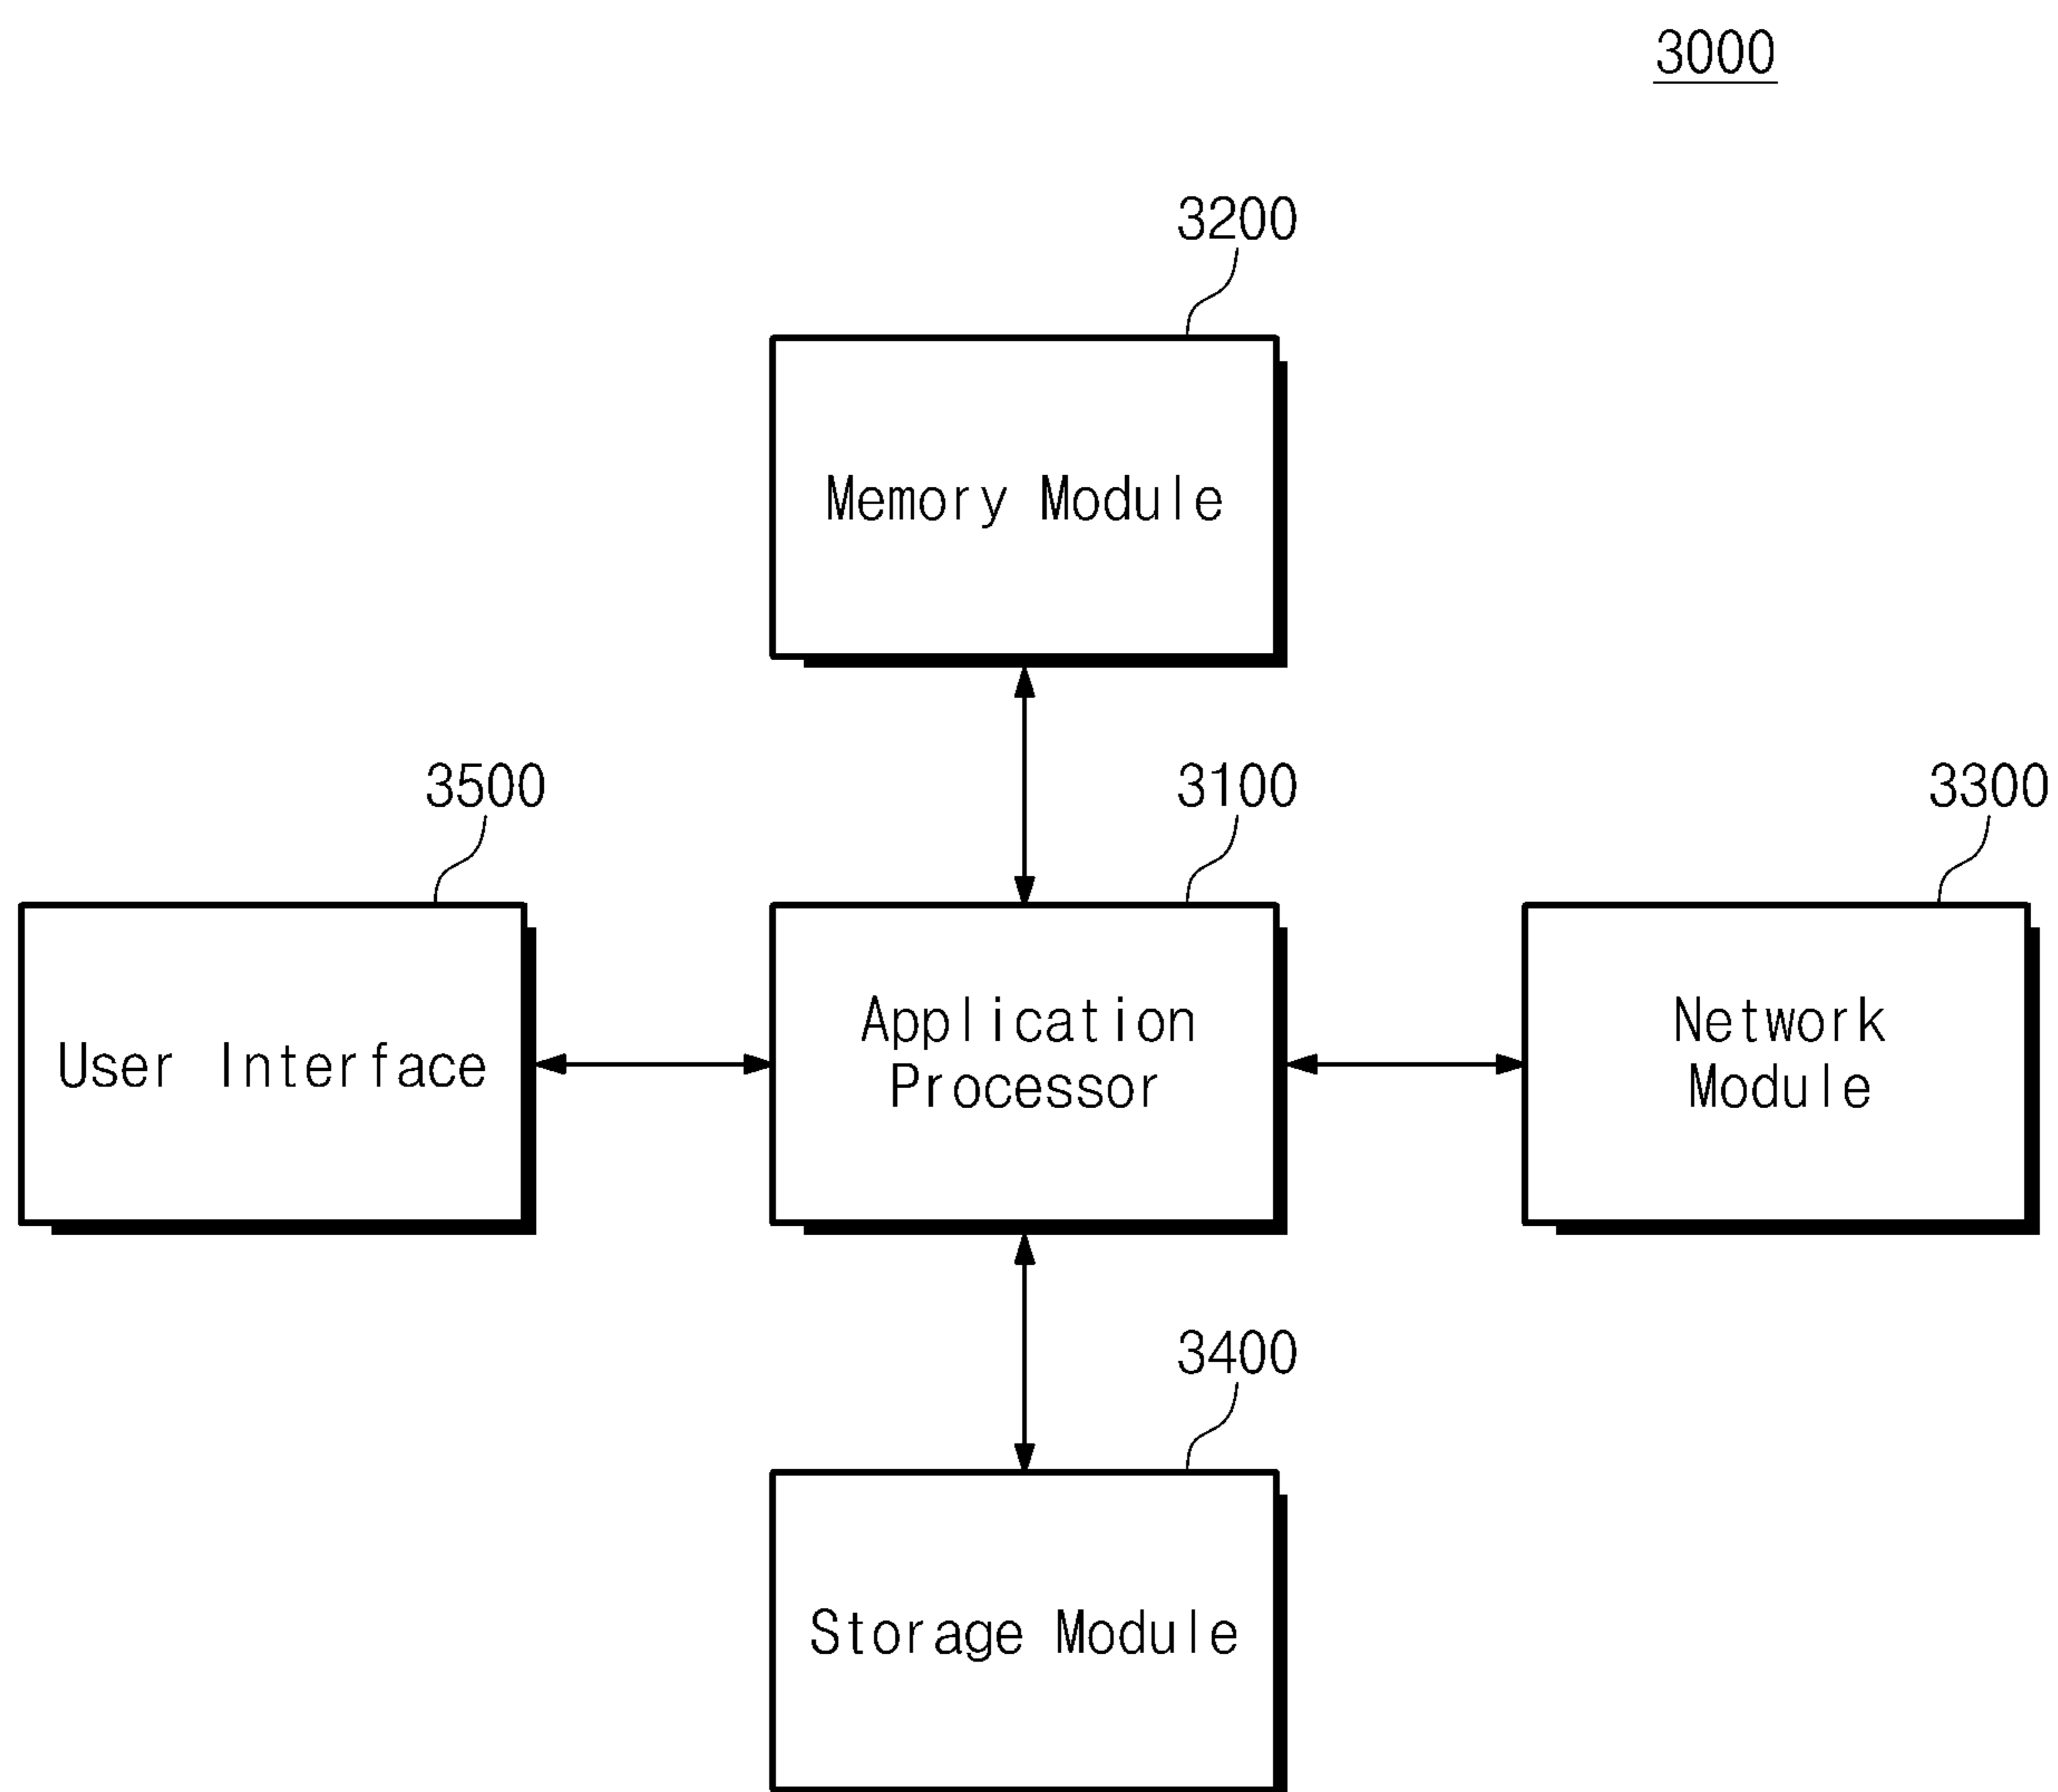 3000
3200
Memory Module
3500
3100
3300
User Interface
Application
Processor
Network
Module
3400
Storage Module